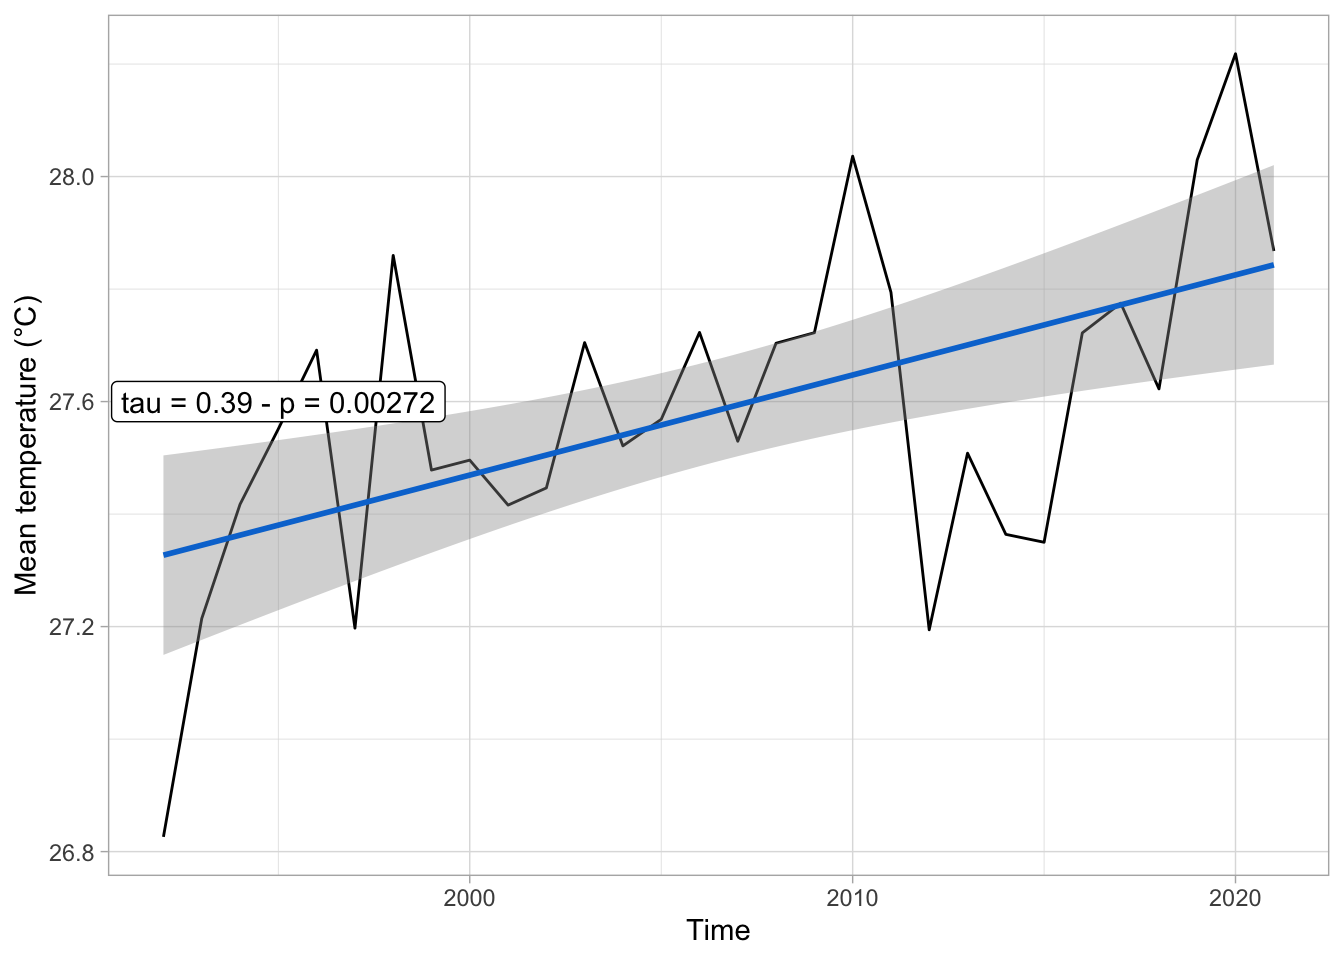 Mean temperature (°C)
28.0
27.6
27.2
26.8
tau = 0.39 - p = 0.00272
2000
2010
2020
Time